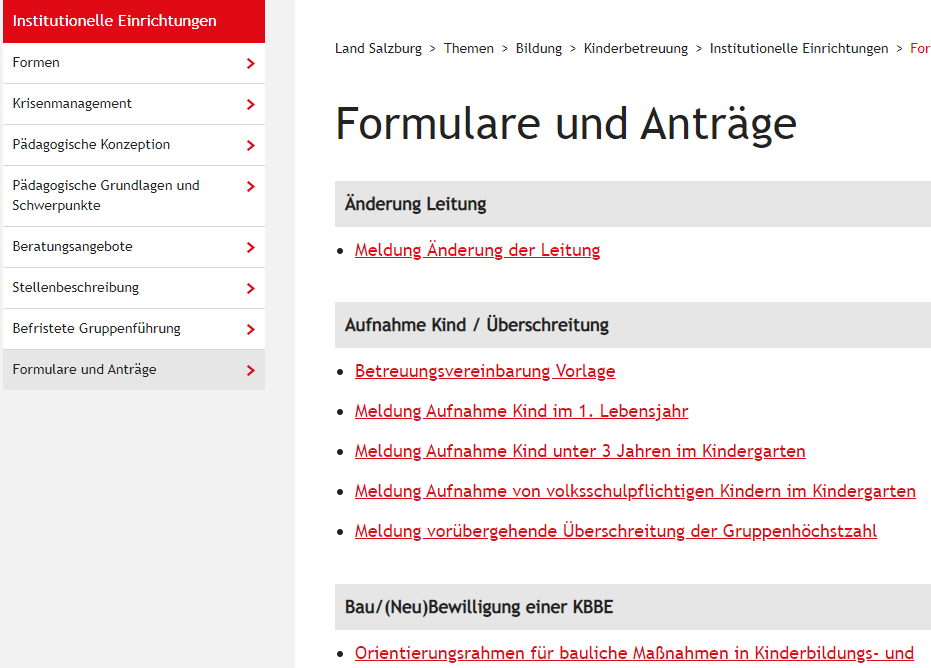 Institutionelle Einrichtungen
Formen
Krisenmanagement
Pädagogische Konzeption
Pädagogische Grundlagen und
Schwerpunkte
Beratungsangebote
Stellenbeschreibung
Befristete Gruppenführung
Formulare und Anträge
Land Salzburg > Themen > Bildung > Kinderbetreuung > Institutionelle Einrichtungen > For
Formulare und Anträge
Änderung Leitung
• Meldung Änderung der Leitung
Aufnahme Kind / Überschreitung
• Betreuungsvereinbarung Vorlage
• Meldung Aufnahme Kind im 1. Lebensjahr
• Meldung Aufnahme Kind unter 3 Jahren im Kindergarten
• Meldung Aufnahme von volksschulpflichtigen Kindern im Kindergarten
• Meldung vorübergehende Überschreitung der Gruppenhöchstzahl
Bau/(Neu)Bewilligung einer KBBE
• Orientierungsrahmen für bauliche Maßnahmen in Kinderbildungs- und